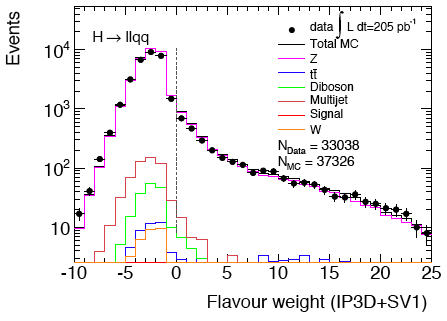 Events
H → llqq
data ∫ L dt=205 pb⁻¹
Total MC
Z
tt̄
Diboson
Multijet
Signal
W
N_Data = 33038
N_MC = 37326
10⁴
10³
10²
10
-10 -5 0 5 10 15 20 25
Flavour weight (IP3D+SV1)